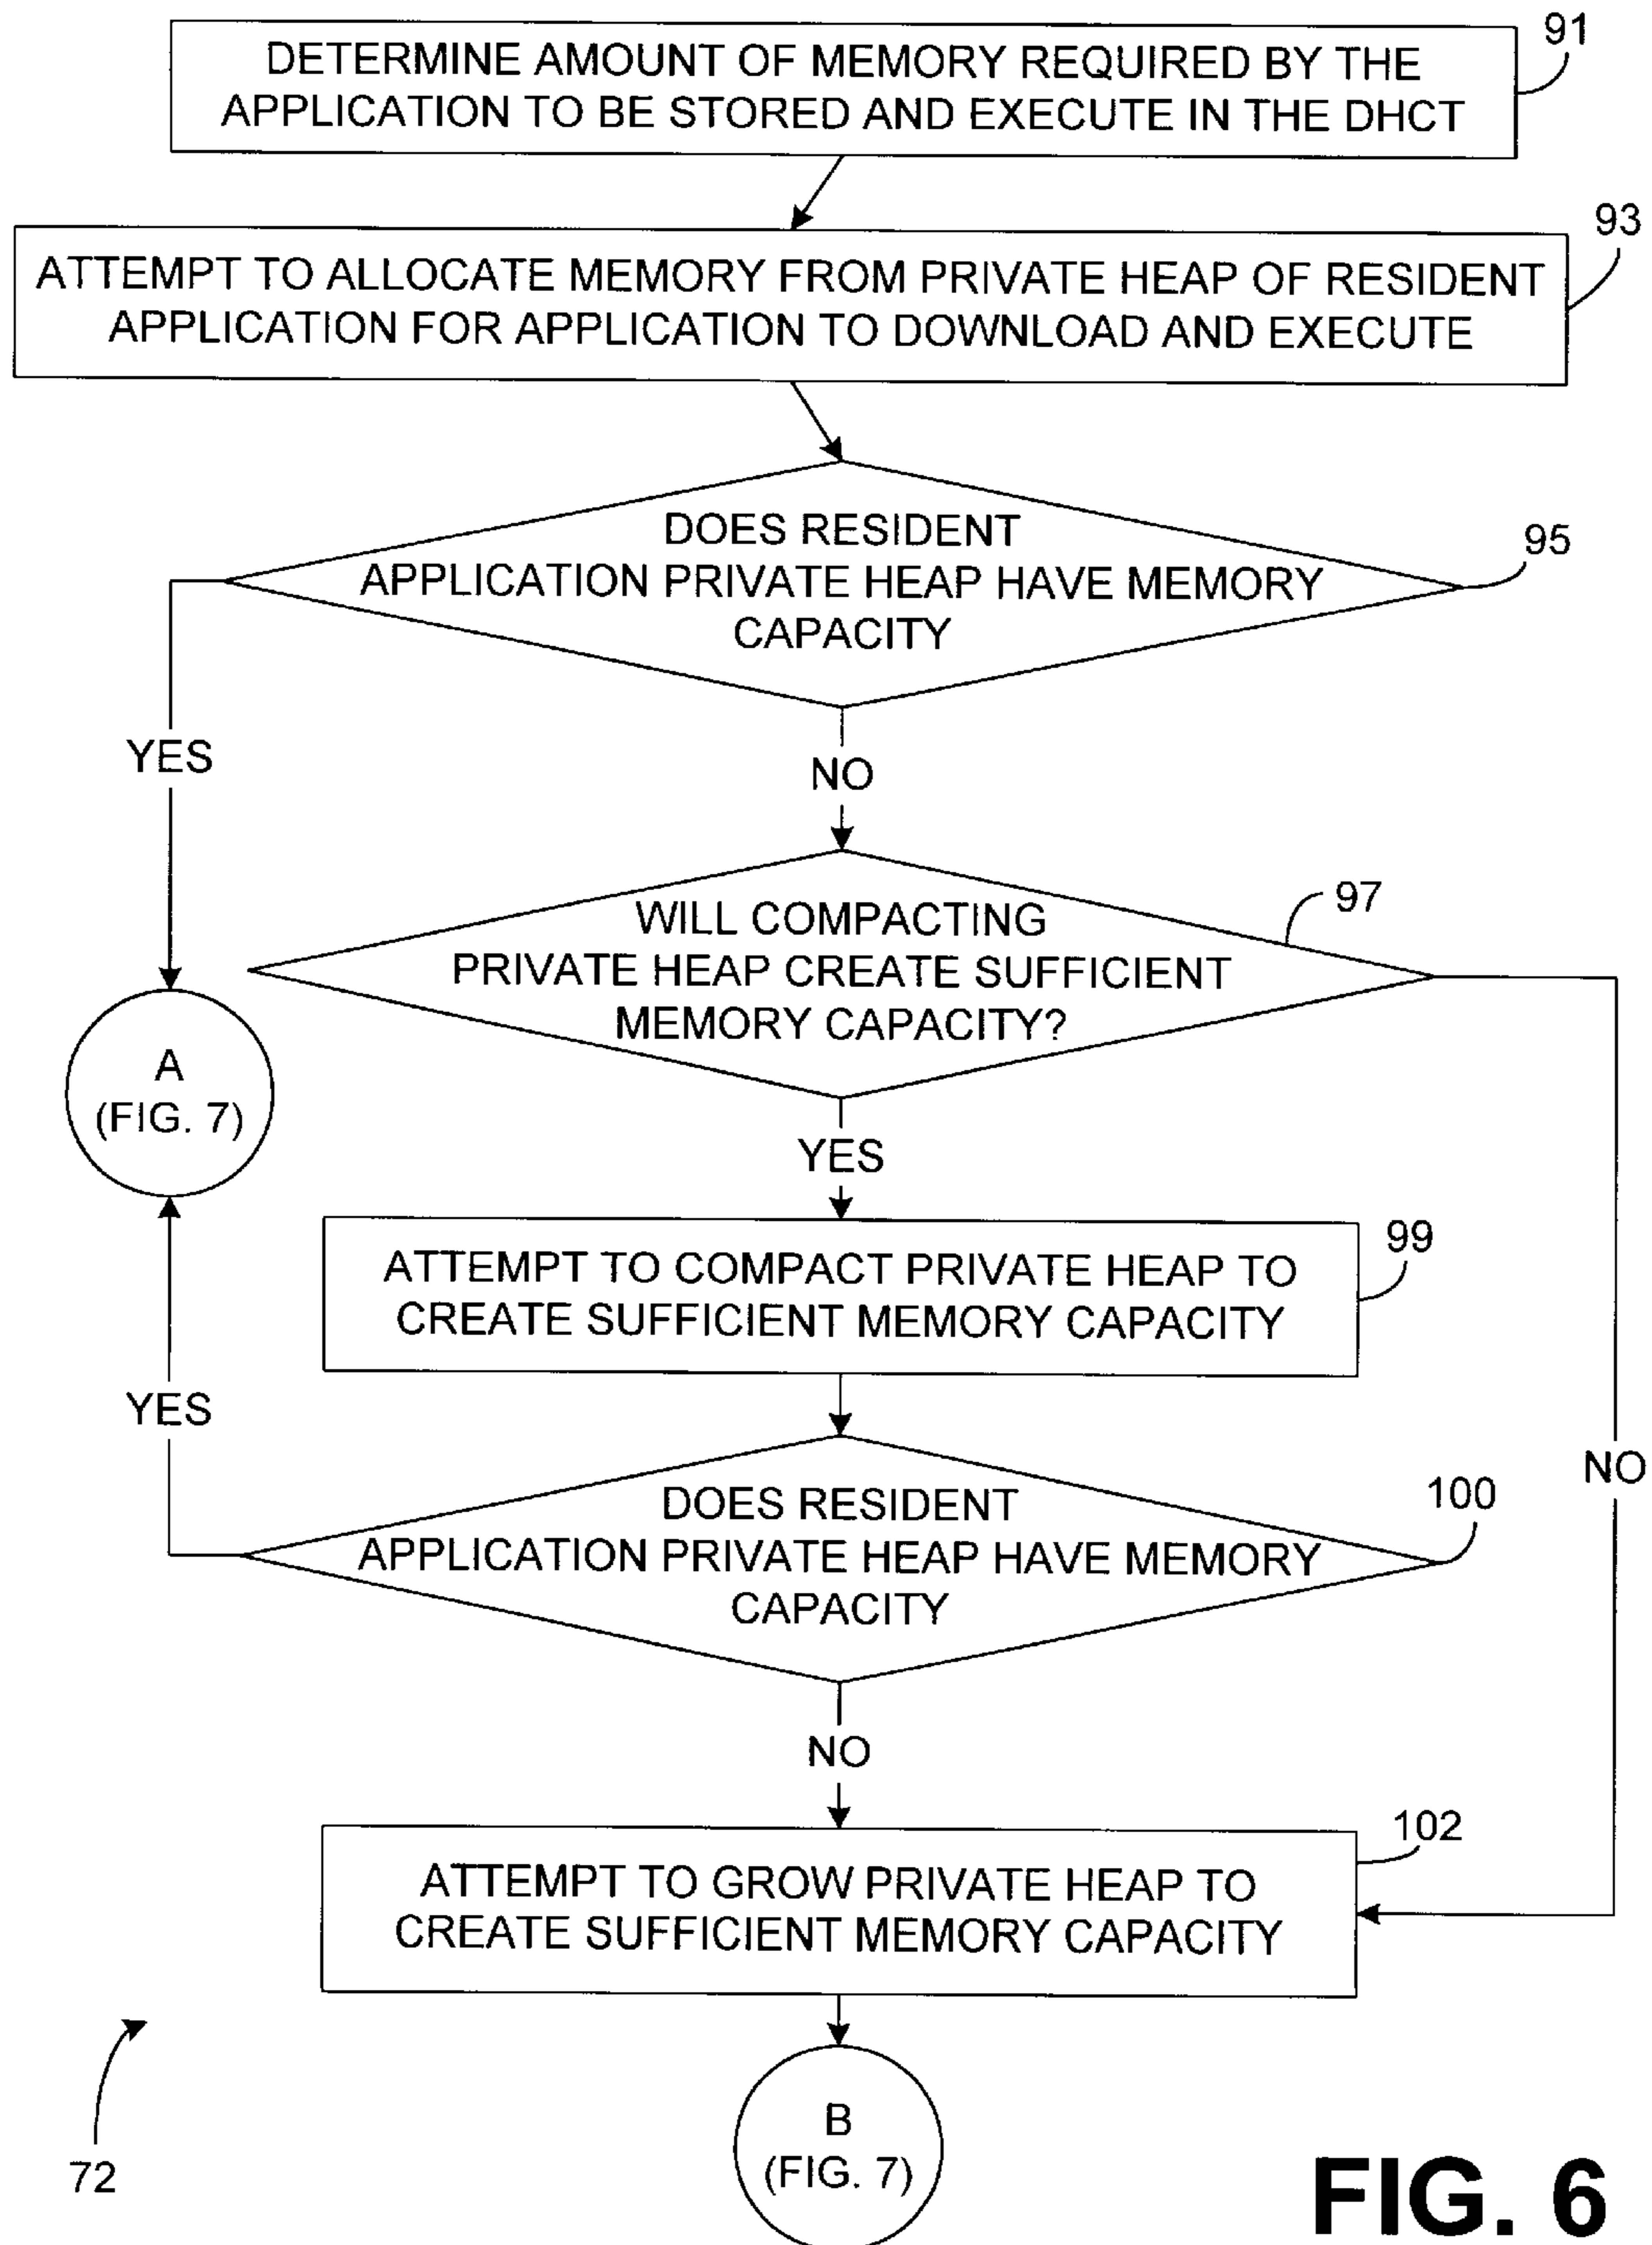 91
DETERMINE AMOUNT OF MEMORY REQUIRED BY THE
APPLICATION TO BE STORED AND EXECUTE IN THE DHCT
93
ATTEMPT TO ALLOCATE MEMORY FROM PRIVATE HEAP OF RESIDENT
APPLICATION FOR APPLICATION TO DOWNLOAD AND EXECUTE
95
DOES RESIDENT
APPLICATION PRIVATE HEAP HAVE MEMORY
CAPACITY
YES
NO
97
WILL COMPACTING
PRIVATE HEAP CREATE SUFFICIENT
MEMORY CAPACITY?
A
(FIG. 7)
YES
99
ATTEMPT TO COMPACT PRIVATE HEAP TO
CREATE SUFFICIENT MEMORY CAPACITY
YES
NO
100
DOES RESIDENT
APPLICATION PRIVATE HEAP HAVE MEMORY
CAPACITY
NO
102
ATTEMPT TO GROW PRIVATE HEAP TO
CREATE SUFFICIENT MEMORY CAPACITY
B
(FIG. 7)
72
FIG. 6